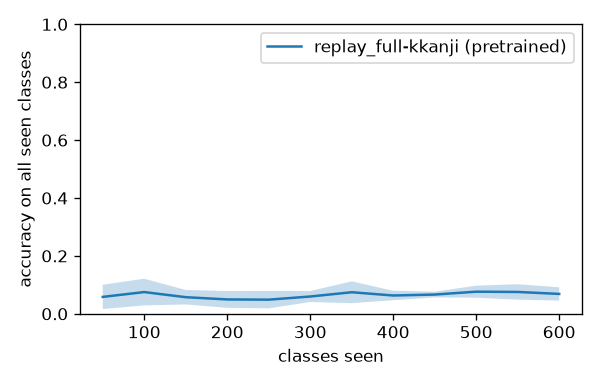 replay_full-kkanji (pretrained)
accuracy on all seen classes
1.0
0.8
0.6
0.4
0.2
0.0
100 200 300 400 500 600
classes seen